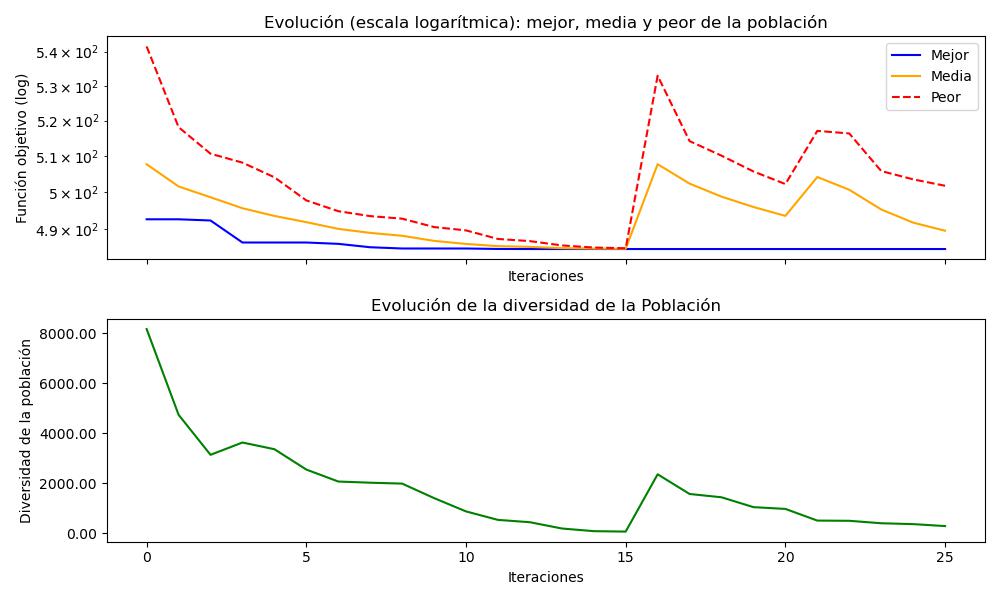 Evolución (escala logarítmica): mejor, media y peor de la población
5.4 × 10²
5.3 × 10²
5.2 × 10²
5.1 × 10²
5 × 10²
4.9 × 10²
Función objetivo (log)
Mejor
Media
Peor
Iteraciones
Evolución de la diversidad de la Población
8000.00
6000.00
4000.00
2000.00
0.00
Diversidad de la población
0 5 10 15 20 25
Iteraciones